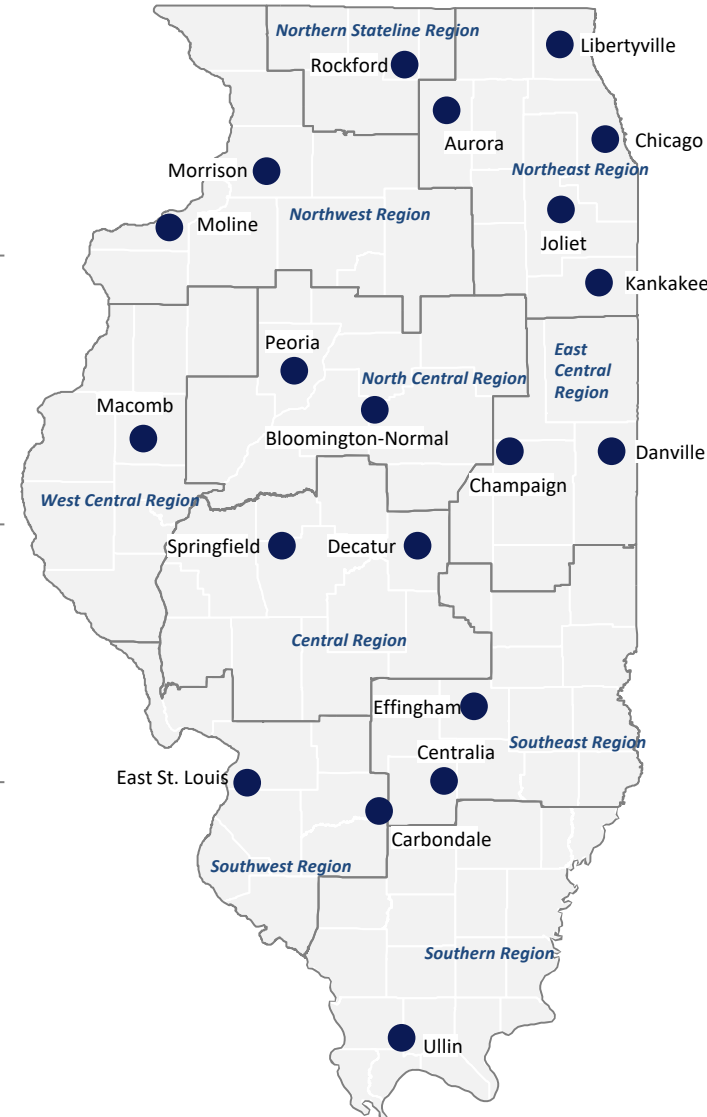 Northern Stateline Region
Rockford
Libertyville
Aurora
Chicago
Northeast Region
Morrison
Northwest Region
Moline
Joliet
Kankakee
Peoria
East
Central
Region
North Central Region
Macomb
Bloomington-Normal
Danville
Champaign
West Central Region
Springfield
Decatur
Central Region
Effingham
Southeast Region
Centralia
East St. Louis
Carbondale
Southwest Region
Southern Region
Ullin